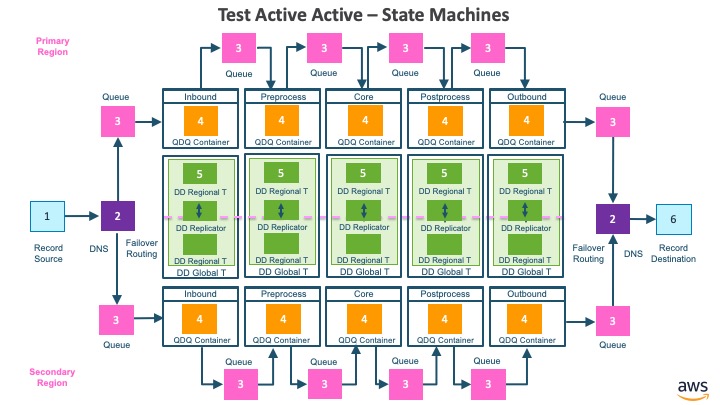 Test Active Active – State Machines
Primary
Region
3
3
3
3
Queue
Queue
Queue
Queue
Queue
3
Inbound
4
QDQ Container
Preprocess
4
QDQ Container
Core
4
QDQ Container
Postprocess
4
QDQ Container
Outbound
4
QDQ Container
Queue
3
5
DD Regional T
DD Replicator
DD Regional T
DD Global T
5
DD Regional T
DD Replicator
DD Regional T
DD Global T
5
DD Regional T
DD Replicator
DD Regional T
DD Global T
5
DD Regional T
DD Replicator
DD Regional T
DD Global T
5
DD Regional T
DD Replicator
DD Regional T
DD Global T
1
Record
Source
2
DNS
Failover
Routing
2
Failover
Routing
DNS
6
Record
Destination
3
Queue
Inbound
4
QDQ Container
Preprocess
4
QDQ Container
Core
4
QDQ Container
Postprocess
4
QDQ Container
Outbound
4
QDQ Container
3
Queue
Queue
Queue
Queue
Queue
3
3
3
3
Secondary
Region
aws